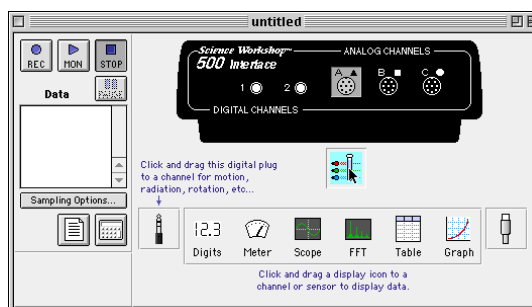 untitled
REC MON STOP
Data
PAUSE
Sampling Options...
Science Workshop™
500 Interface
ANALOG CHANNELS
1 2 A B C
DIGITAL CHANNELS
Click and drag this digital plug
to a channel for motion,
radiation, rotation, etc...
12.3
Digits Meter Scope FFT Table Graph
Click and drag a display icon to a
channel or sensor to display data.